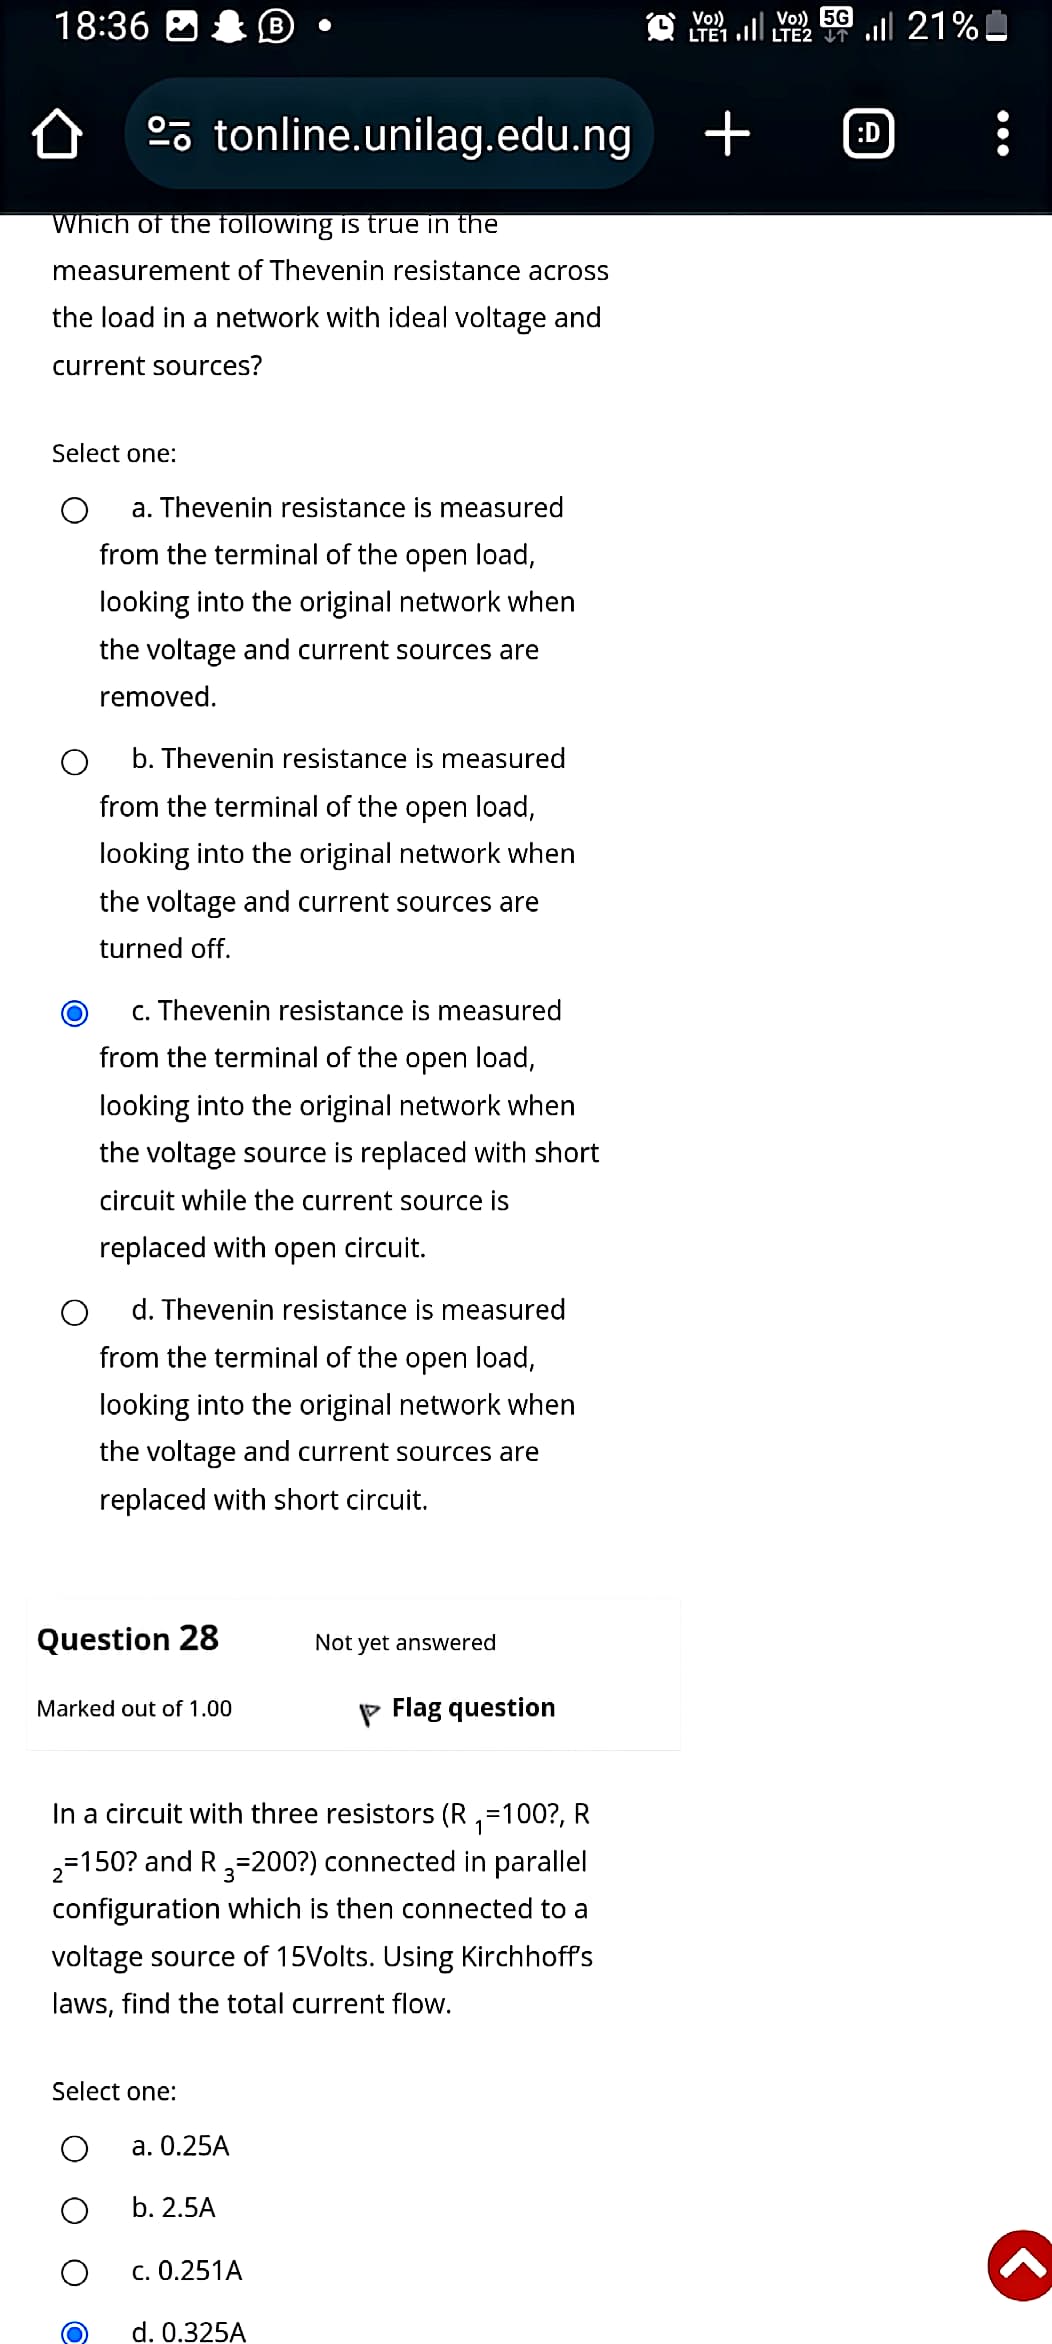 18:36 B • Vo)) LTE1 Vo)) LTE2 5G 21%
tonline.unilag.edu.ng + :D
Which of the following is true in the
measurement of Thevenin resistance across
the load in a network with ideal voltage and
current sources?
Select one:
a. Thevenin resistance is measured
from the terminal of the open load,
looking into the original network when
the voltage and current sources are
removed.
b. Thevenin resistance is measured
from the terminal of the open load,
looking into the original network when
the voltage and current sources are
turned off.
c. Thevenin resistance is measured
from the terminal of the open load,
looking into the original network when
the voltage source is replaced with short
circuit while the current source is
replaced with open circuit.
d. Thevenin resistance is measured
from the terminal of the open load,
looking into the original network when
the voltage and current sources are
replaced with short circuit.
Question 28 Not yet answered
Marked out of 1.00 Flag question
In a circuit with three resistors (R ₁=100?, R
₂=150? and R ₃=200?) connected in parallel
configuration which is then connected to a
voltage source of 15Volts. Using Kirchhoff's
laws, find the total current flow.
Select one:
a. 0.25A
b. 2.5A
c. 0.251A
d. 0.325A